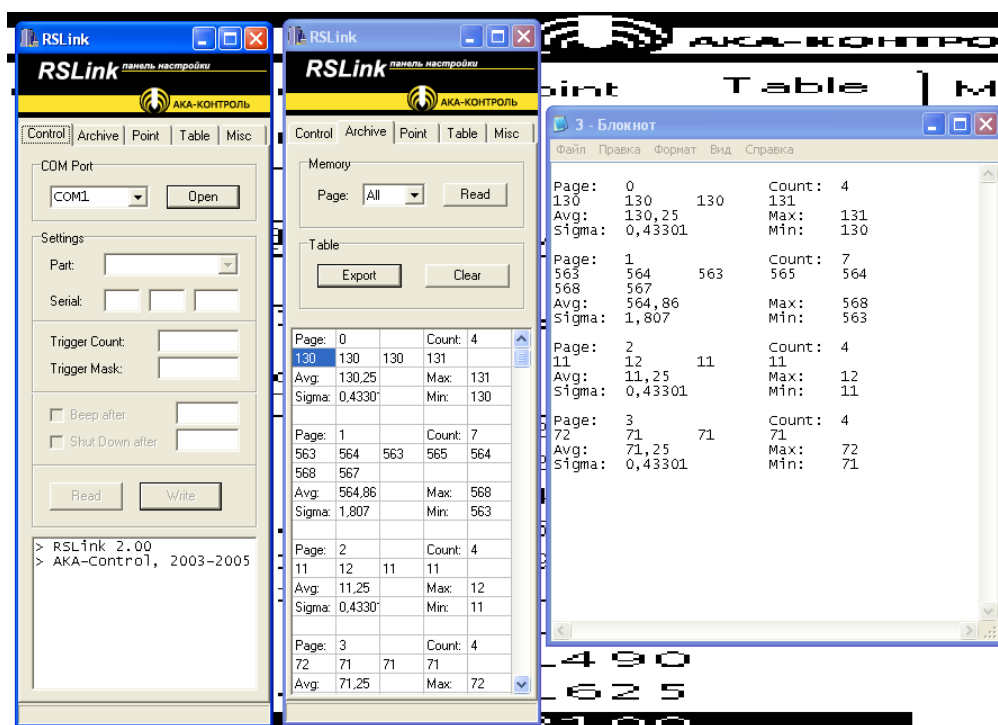 RSLink
RSLink панель настройки
АКА-КОНТРОЛЬ
Control Archive Point Table Misc
COM Port
COM1 Open
Settings
Part:
Serial:
Trigger Count:
Trigger Mask:
Beep after
Shut Down after
Read Write
> RSLink 2.00
> AKA-Control, 2003-2005
RSLink
RSLink панель настройки
АКА-КОНТРОЛЬ
Control Archive Point Table Misc
Memory
Page: All Read
Table
Export Clear
Page: 0 Count: 4
130 130 130 131
Avg: 130,25 Max: 131
Sigma: 0,4330 Min: 130
Page: 1 Count: 7
563 564 563 565 564
568 567
Avg: 564,86 Max: 568
Sigma: 1,807 Min: 563
Page: 2 Count: 4
11 12 11 11
Avg: 11,25 Max: 12
Sigma: 0,4330 Min: 11
Page: 3 Count: 4
72 71 71 71
Avg: 71,25 Max: 72
АКА-КОНТРО
oint Table M
3 - Блокнот
Файл Правка Формат Вид Справка
Page: 0 Count: 4
130 130 130 131
Avg: 130,25 Max: 131
Sigma: 0,43301 Min: 130
Page: 1 Count: 7
563 564 563 565 564
568 567
Avg: 564,86 Max: 568
Sigma: 1,807 Min: 563
Page: 2 Count: 4
11 12 11 11
Avg: 11,25 Max: 12
Sigma: 0,43301 Min: 11
Page: 3 Count: 4
72 71 71 71
Avg: 71,25 Max: 72
Sigma: 0,43301 Min: 71
490
625